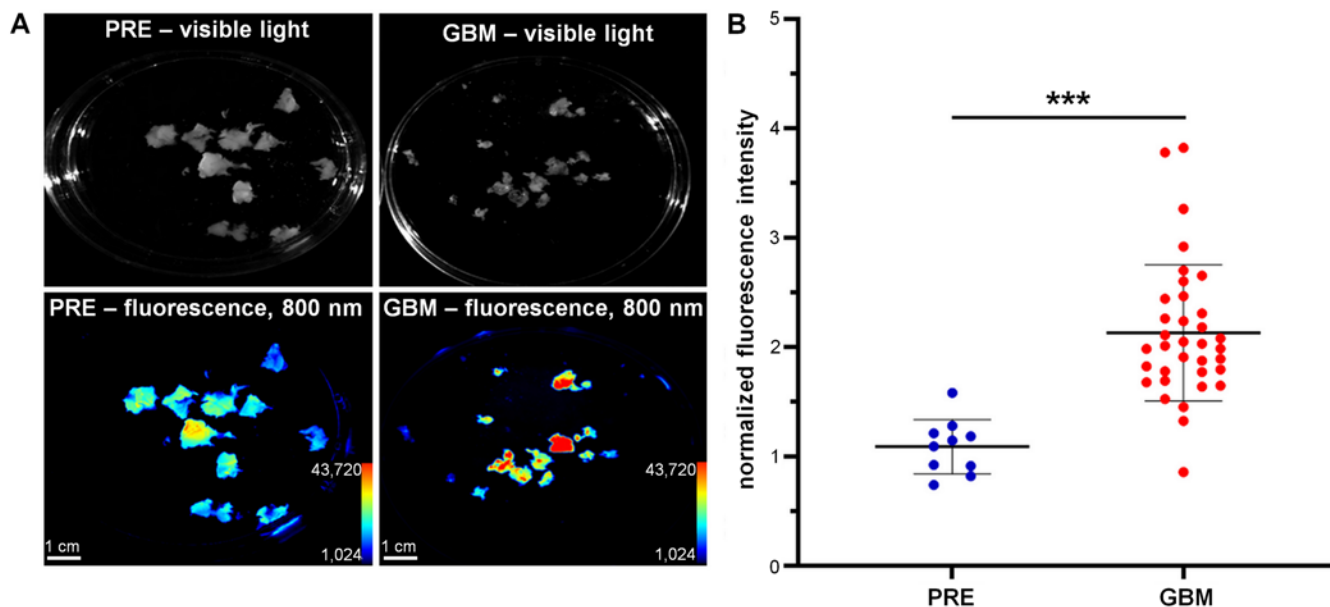 A
PRE – visible light
GBM – visible light
PRE – fluorescence, 800 nm
43,720
1,024
1 cm
GBM – fluorescence, 800 nm
43,720
1,024
1 cm
B
normalized fluorescence intensity
5
4
3
2
1
0
***
PRE
GBM